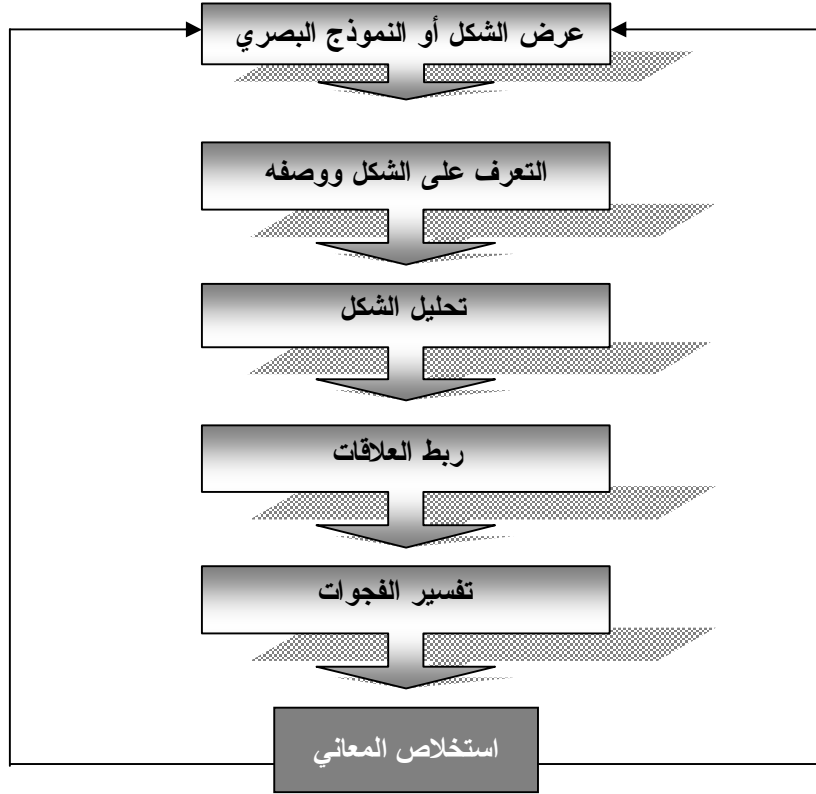 عرض الشكل أو النموذج البصري
التعرف على الشكل ووصفه
تحليل الشكل
ربط العلاقات
تفسير الفجوات
استخلاص المعاني